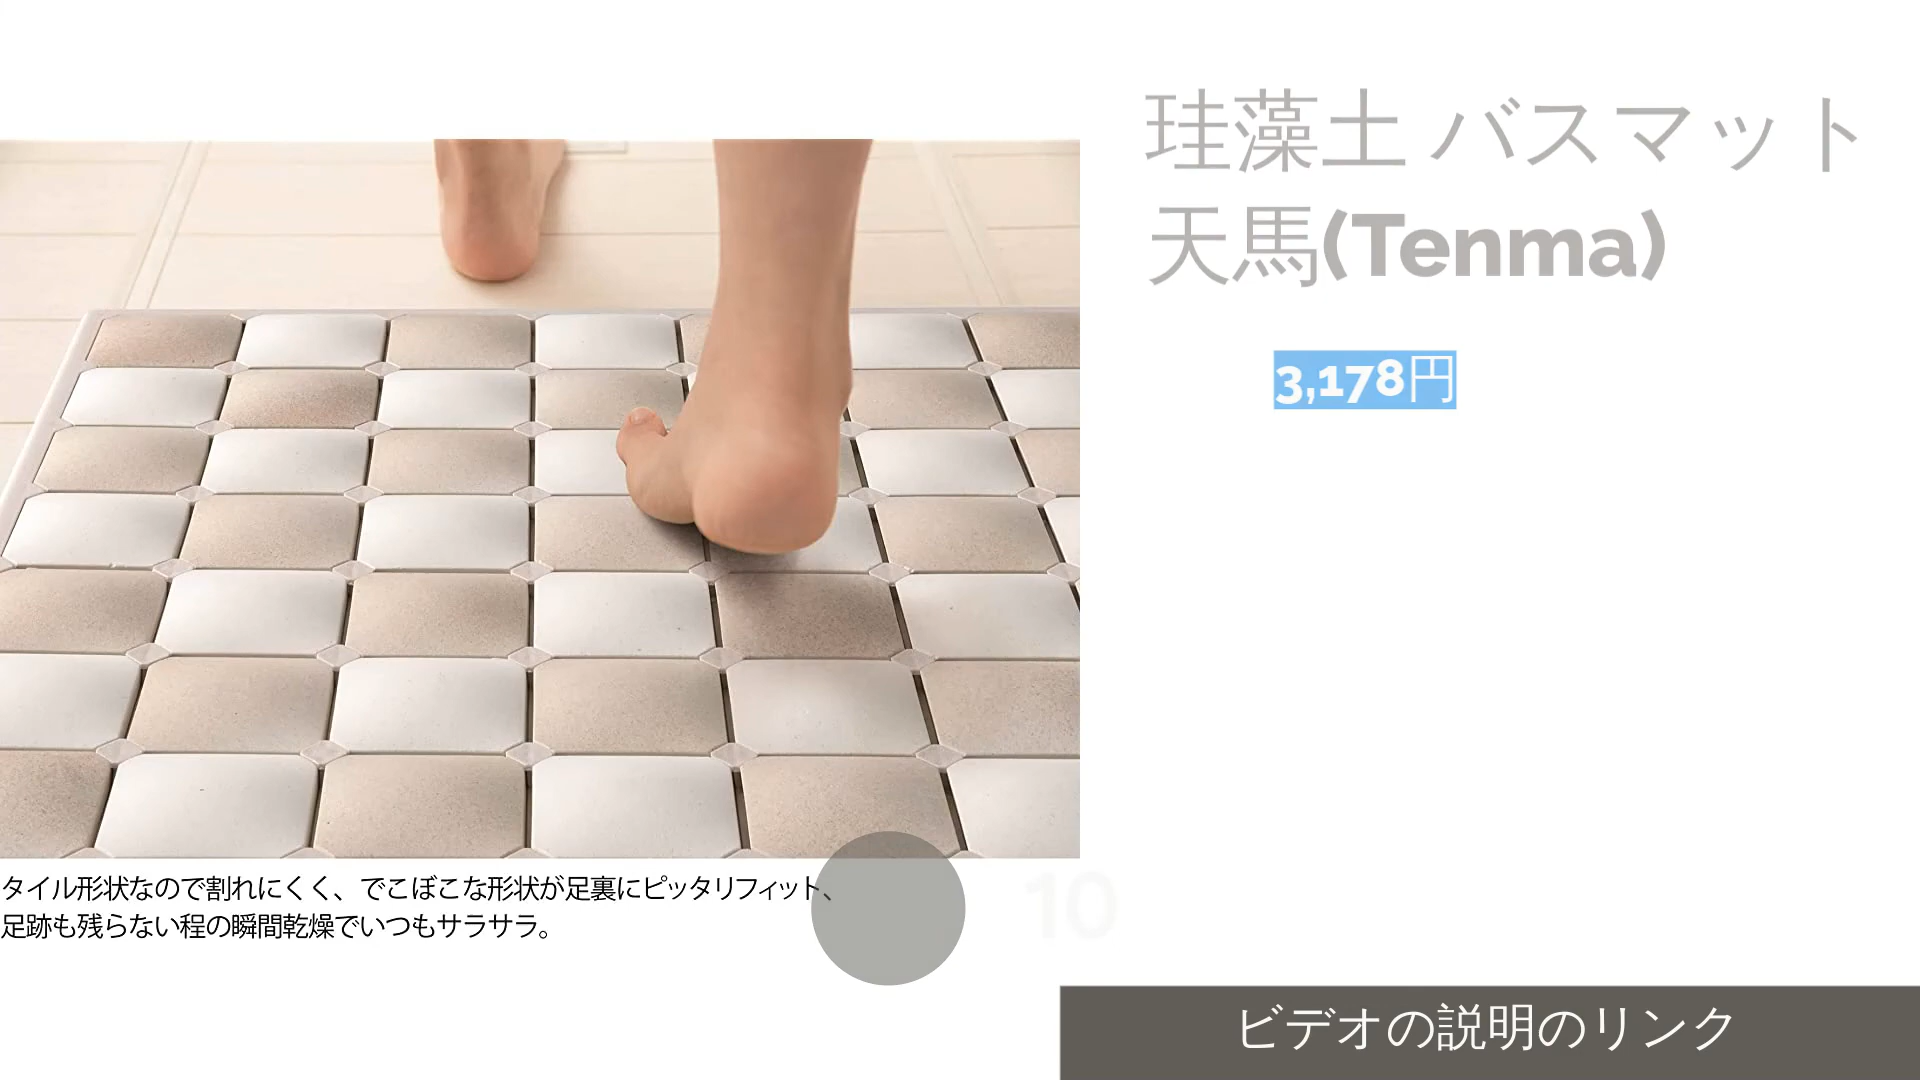 珪藻土 バスマット
天馬(Tenma)
3,178円
タイル形状なので割れにくく、でこぼこな形状が足裏にピッタリフィット、
足跡も残らない程の瞬間乾燥でいつもサラサラ。
10
ビデオの説明のリンク